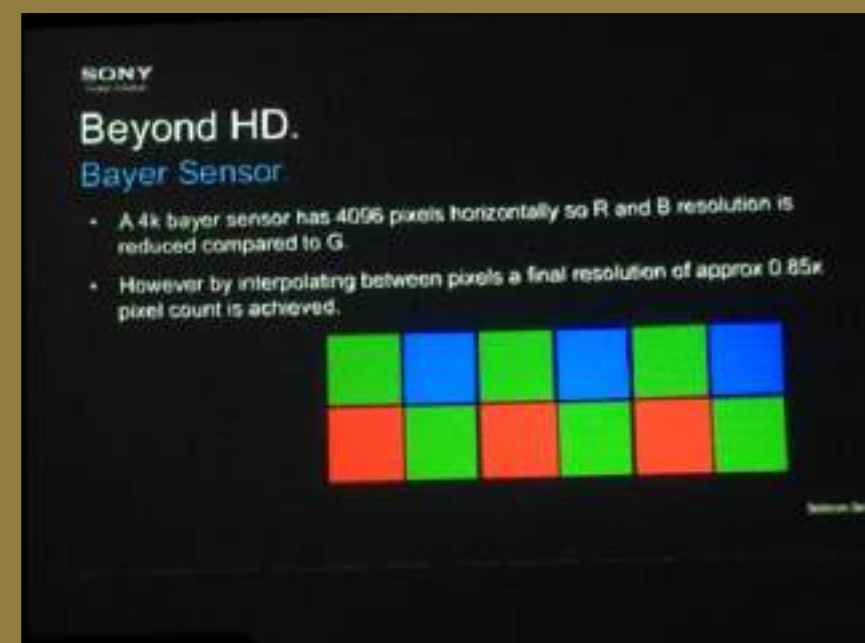 SONY
Beyond HD.
Bayer Sensor.
• A 4k bayer sensor has 4096 pixels horizontally so R and B resolution is
reduced compared to G.
• However by interpolating between pixels a final resolution of approx 0.85x
pixel count is achieved.